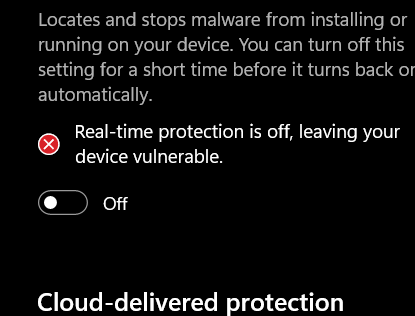 Locates and stops malware from installing or
running on your device. You can turn off this
setting for a short time before it turns back on
automatically.
Real-time protection is off, leaving your
device vulnerable.
Off
Cloud-delivered protection